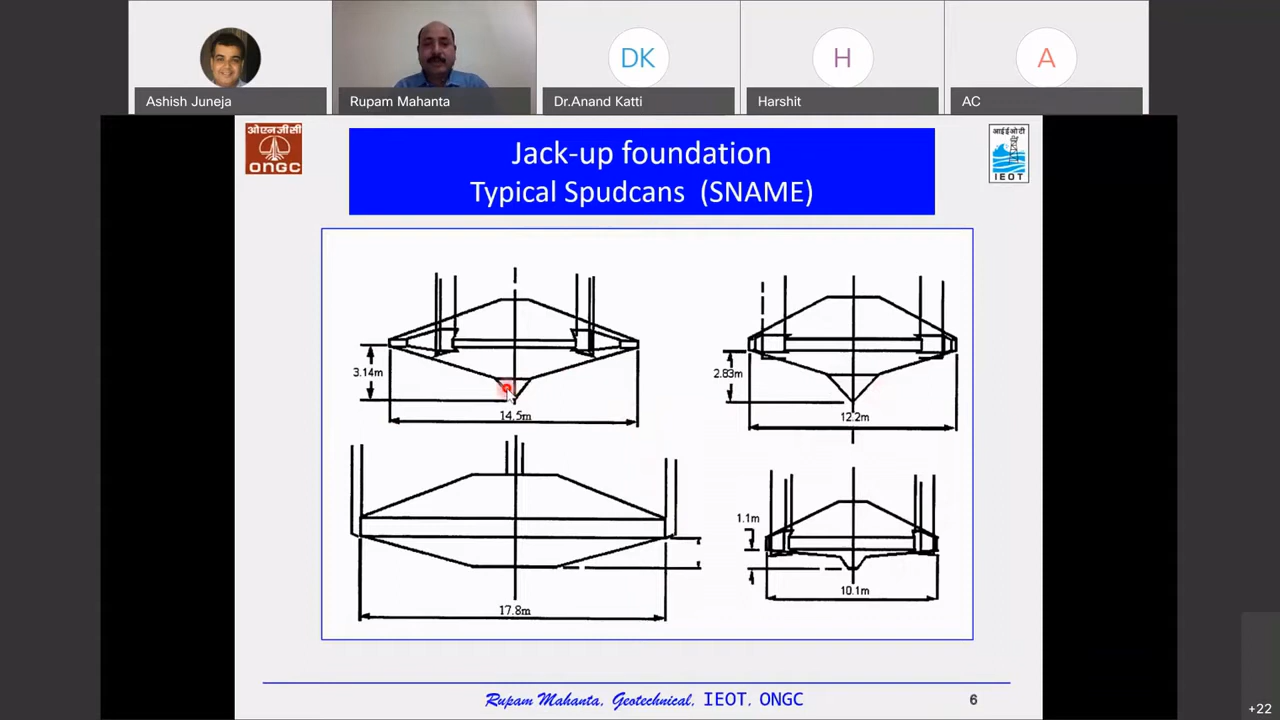 DK
H
A
Ashish Juneja
Rupam Mahanta
Dr.Anand Katti
Harshit
AC
ओएनजीसी
ONGC
Jack-up foundation
Typical Spudcans (SNAME)
आईईओटी
IEOT
3.14m
14.5m
2.83m
12.2m
17.8m
1.1m
10.1m
Rupam Mahanta, Geotechnical, IEOT, ONGC
6
+22